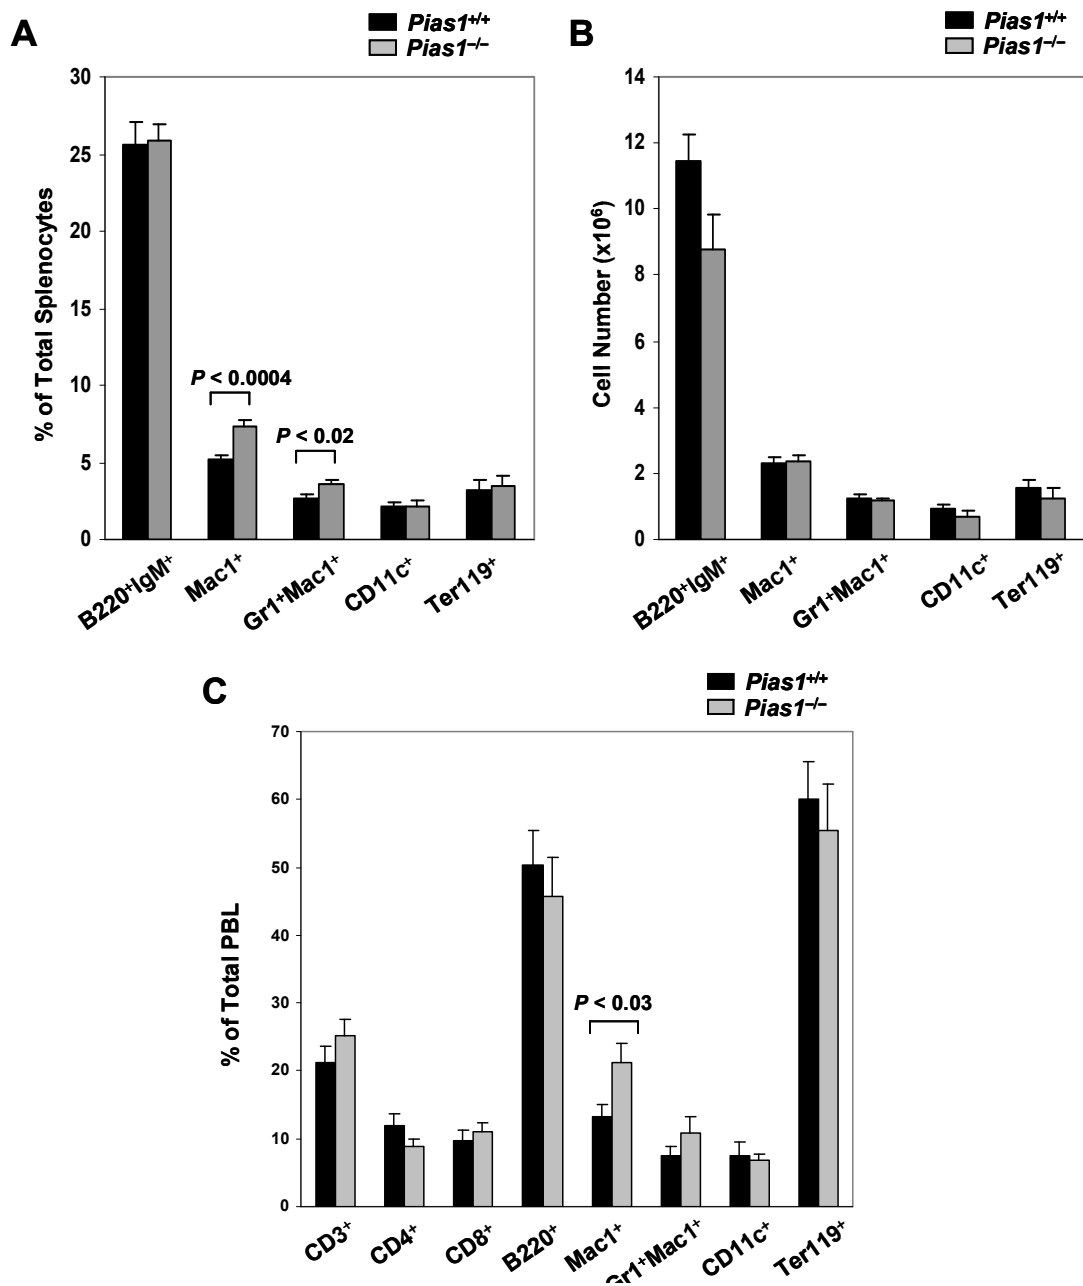 A
Pias1+/+
Pias1–/–
% of Total Splenocytes
30
25
20
15
10
5
0
P < 0.0004
P < 0.02
B220+IgM+
Mac1+
Gr1+Mac1+
CD11c+
Ter119+
B
Pias1+/+
Pias1–/–
Cell Number (x10⁶)
14
12
10
8
6
4
2
0
B220+IgM+
Mac1+
Gr1+Mac1+
CD11c+
Ter119+
C
Pias1+/+
Pias1–/–
% of Total PBL
70
60
50
40
30
20
10
0
P < 0.03
CD3+
CD4+
CD8+
B220+
Mac1+
Gr1+Mac1+
CD11c+
Ter119+